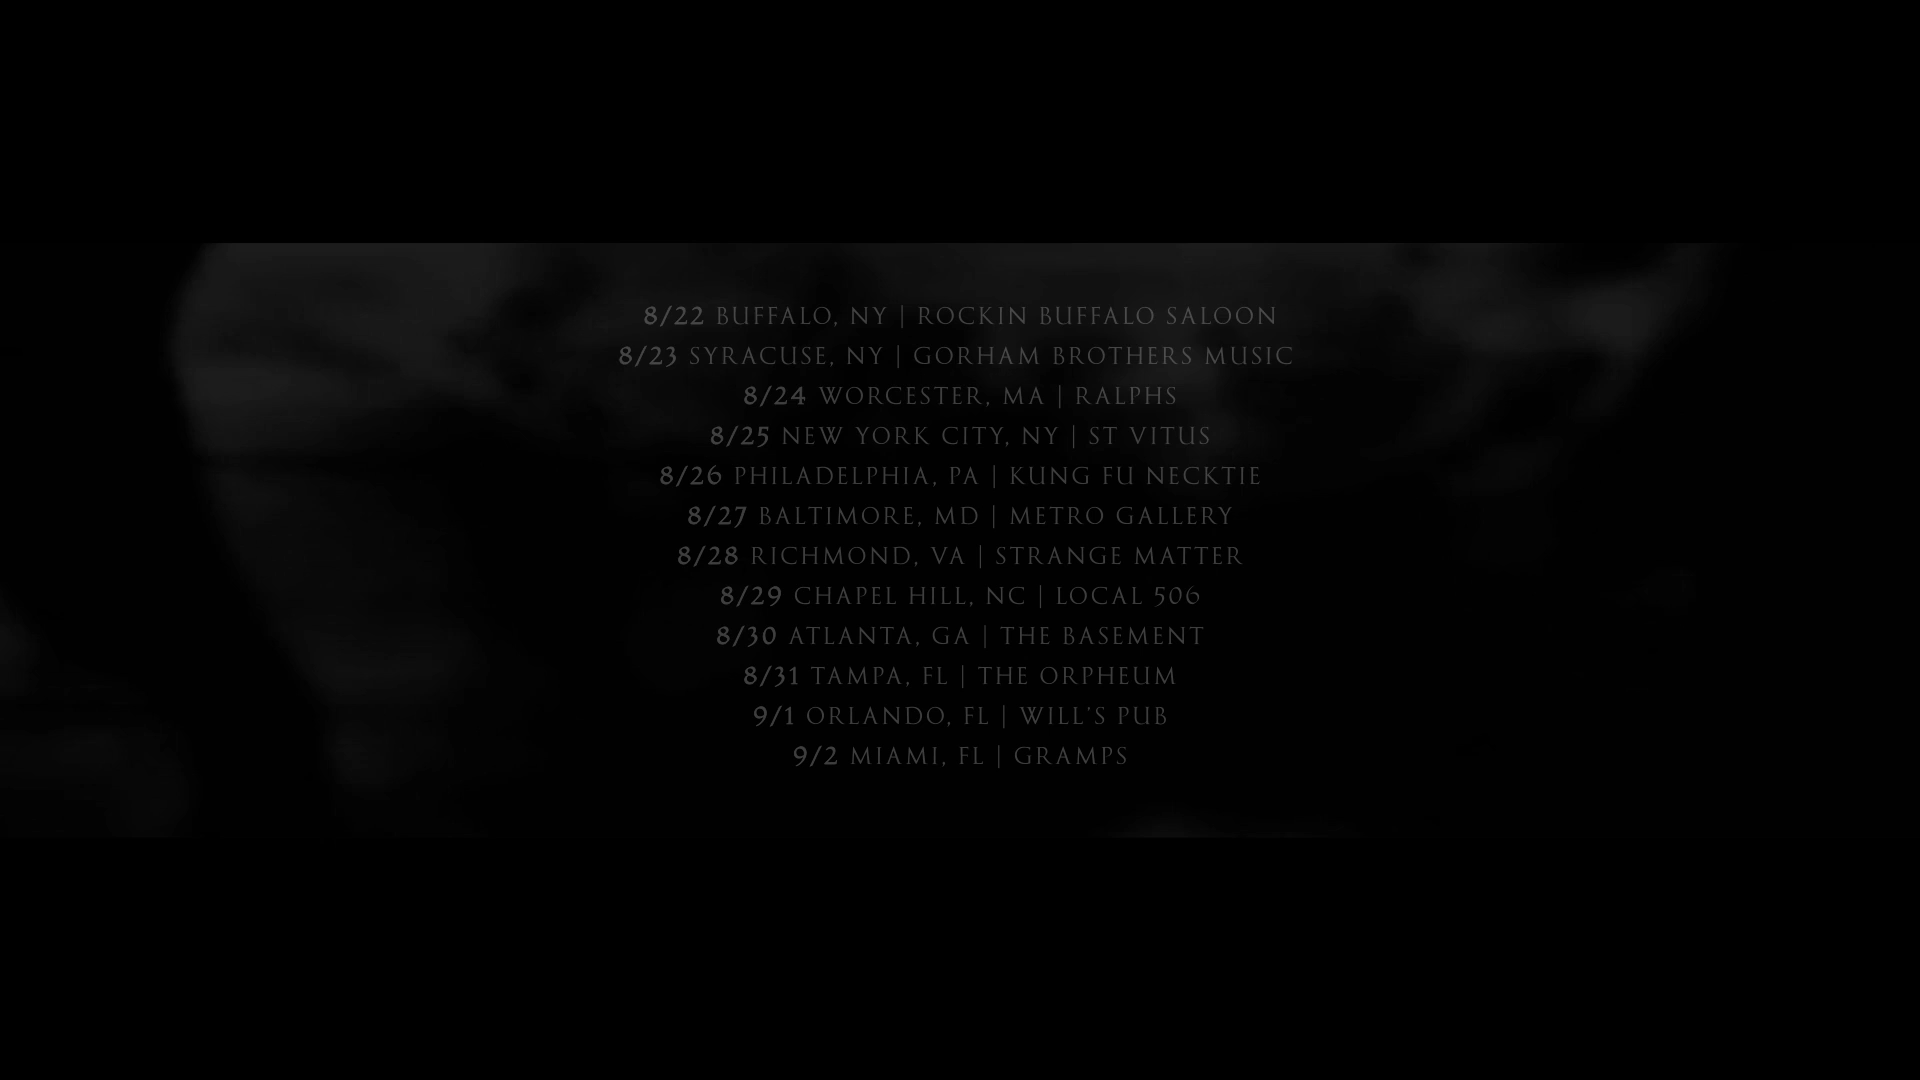 8/22 BUFFALO, NY | ROCKIN BUFFALO SALOON
8/23 SYRACUSE, NY | GORHAM BROTHERS MUSIC
8/24 WORCESTER, MA | RALPHS
8/25 NEW YORK CITY, NY | ST VITUS
8/26 PHILADELPHIA, PA | KUNG FU NECKTIE
8/27 BALTIMORE, MD | METRO GALLERY
8/28 RICHMOND, VA | STRANGE MATTER
8/29 CHAPEL HILL, NC | LOCAL 506
8/30 ATLANTA, GA | THE BASEMENT
8/31 TAMPA, FL | THE ORPHEUM
9/1 ORLANDO, FL | WILL'S PUB
9/2 MIAMI, FL | GRAMPS